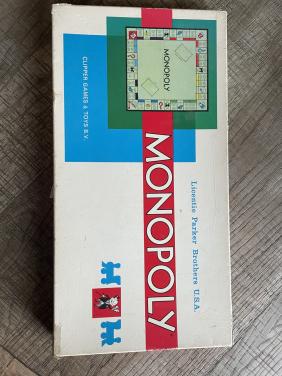 MONOPOLY
CLIPPER GAMES & TOYS B.V.
Licentie Parker Brothers U.S.A.
MONOPOLY